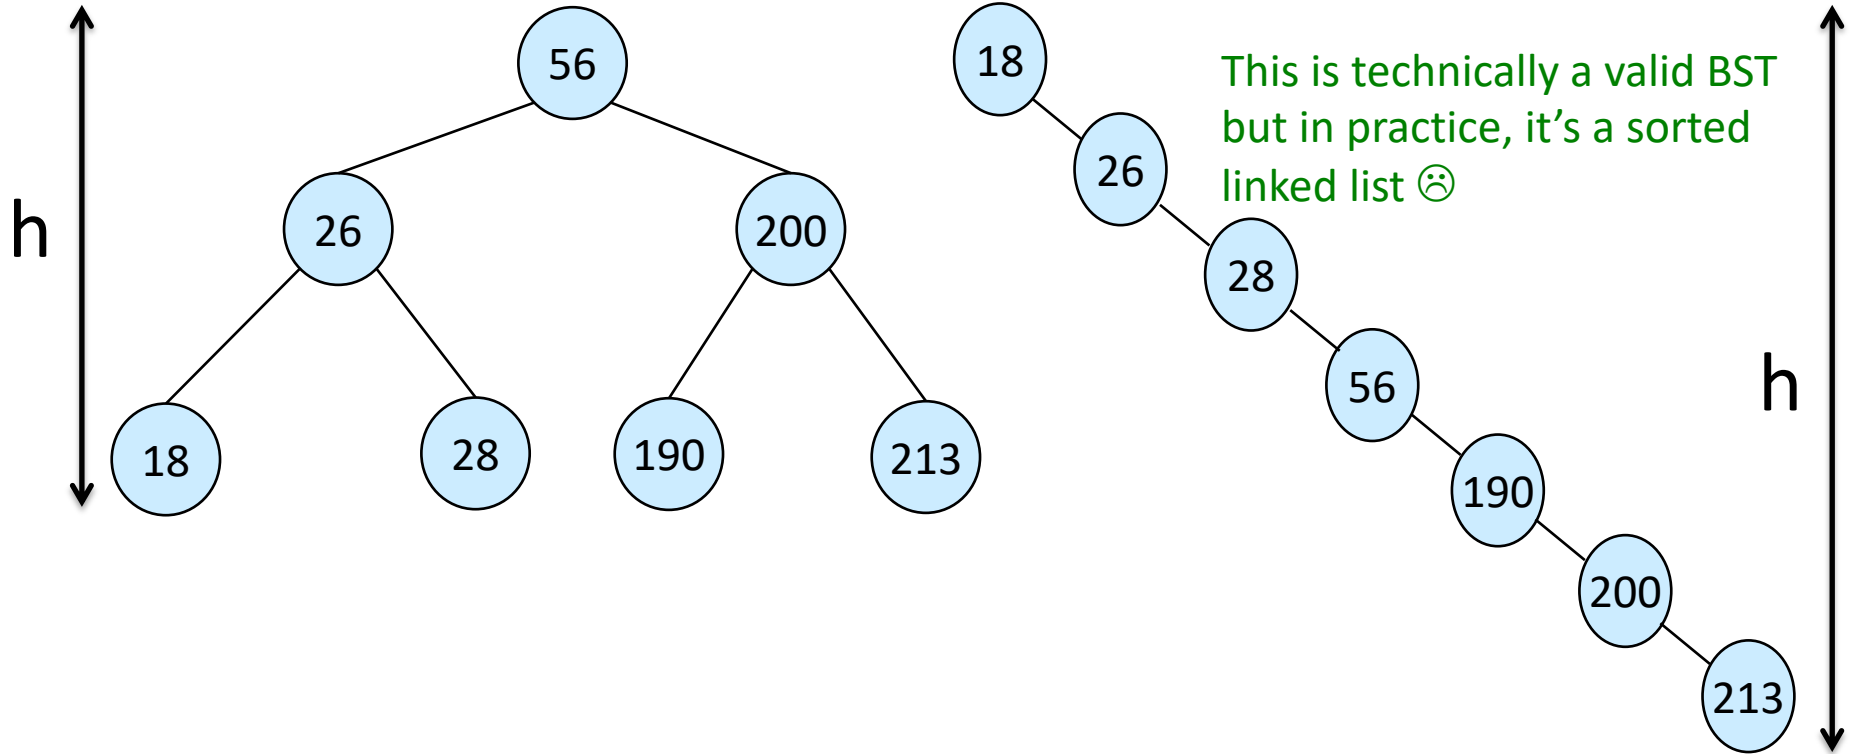 h
56
26
200
18
28
190
213
18
26
28
56
190
200
213
This is technically a valid BST
but in practice, it’s a sorted
linked list ☹
h